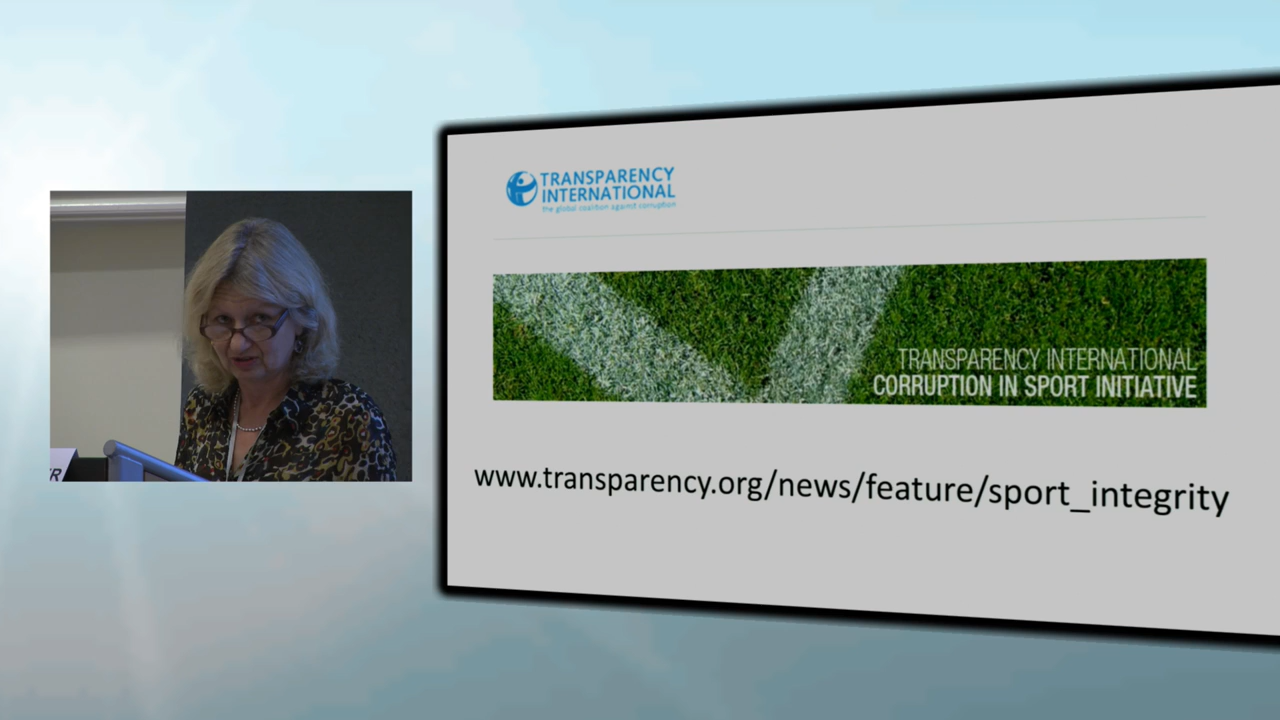 TRANSPARENCY
INTERNATIONAL
the global coalition against corruption
TRANSPARENCY INTERNATIONAL
CORRUPTION IN SPORT INITIATIVE
www.transparency.org/news/feature/sport_integrity